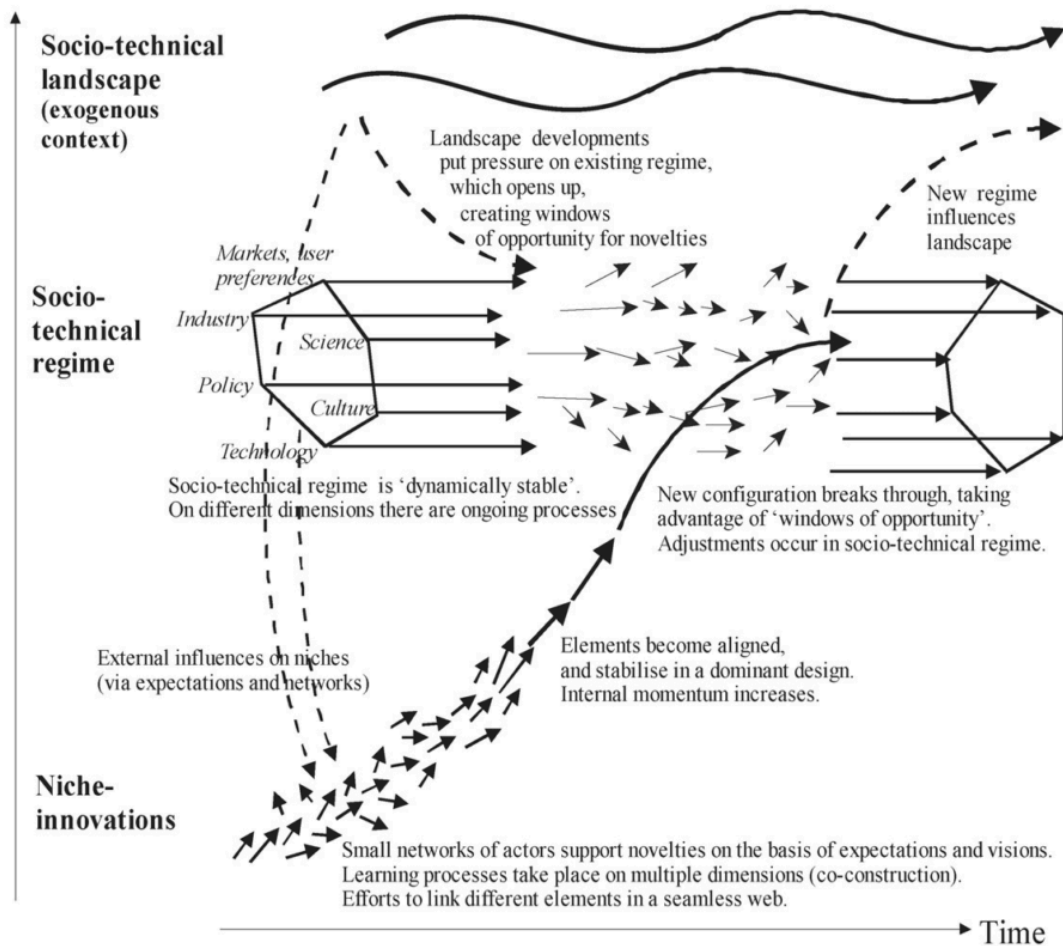 Socio-technical
landscape
(exogenous
context)
Landscape developments
put pressure on existing regime,
which opens up,
creating windows
of opportunity for novelties
New regime
influences
landscape
Socio-
technical
regime
Markets, user
preferences
Industry
Science
Policy
Culture
Technology
Socio-technical regime is ‘dynamically stable’.
On different dimensions there are ongoing processes
New configuration breaks through, taking
advantage of ‘windows of opportunity’.
Adjustments occur in socio-technical regime.
External influences on niches
(via expectations and networks)
Elements become aligned,
and stabilise in a dominant design.
Internal momentum increases.
Niche-
innovations
Small networks of actors support novelties on the basis of expectations and visions.
Learning processes take place on multiple dimensions (co-construction).
Efforts to link different elements in a seamless web.
Time